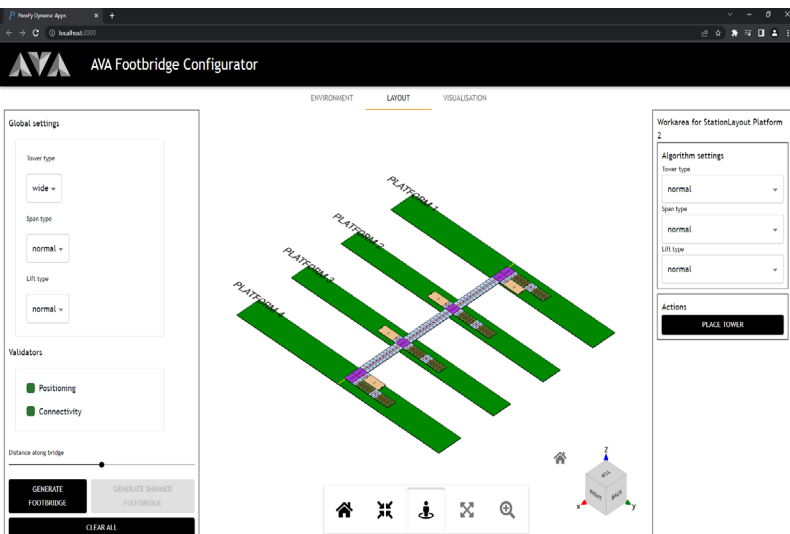 ParaPy Dynamic Apps
localhost:3000
AVA
AVA Footbridge Configurator
ENVIRONMENT
LAYOUT
VISUALISATION
Global settings
Tower type
wide
Span type
normal
Lift type
normal
Validators
Positioning
Connectivity
Distance along bridge
GENERATE
FOOTBRIDGE
GENERATE SHIMMED
FOOTBRIDGE
CLEAR ALL
PLATFORM 1
PLATFORM 2
PLATFORM 3
PLATFORM 4
Z
TOP
RIGHT
BACK
x
y
Workarea for StationLayout Platform
2
Algorithm settings
Tower type
normal
Span type
normal
Lift type
normal
Actions
PLACE TOWER